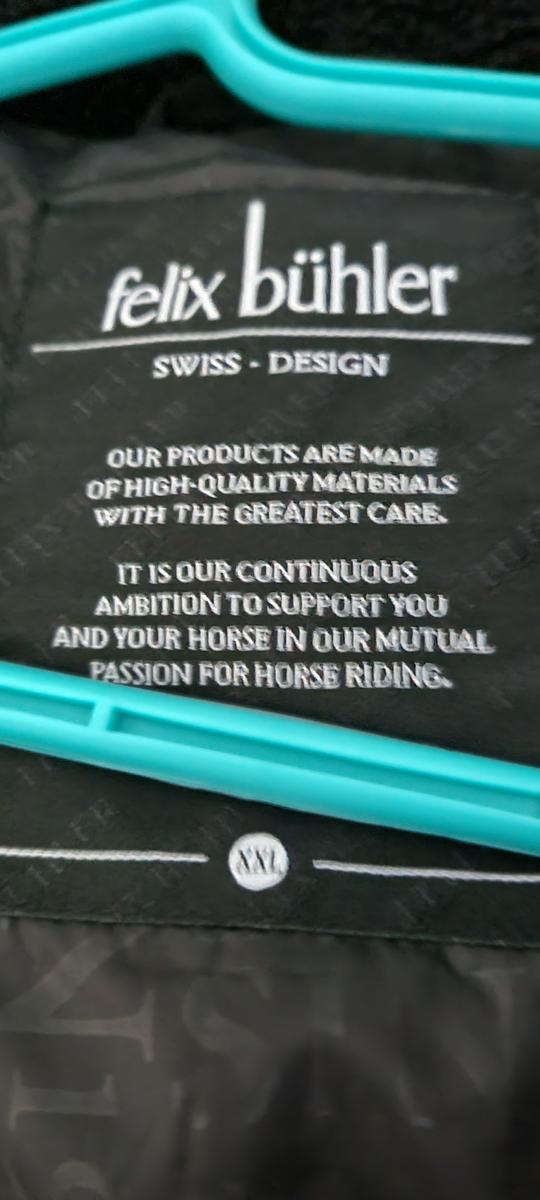 felix bühler
SWISS - DESIGN
OUR PRODUCTS ARE MADE
OF HIGH-QUALITY MATERIALS
WITH THE GREATEST CARE.
IT IS OUR CONTINUOUS
AMBITION TO SUPPORT YOU
AND YOUR HORSE IN OUR MUTUAL
PASSION FOR HORSE RIDING.
XXL